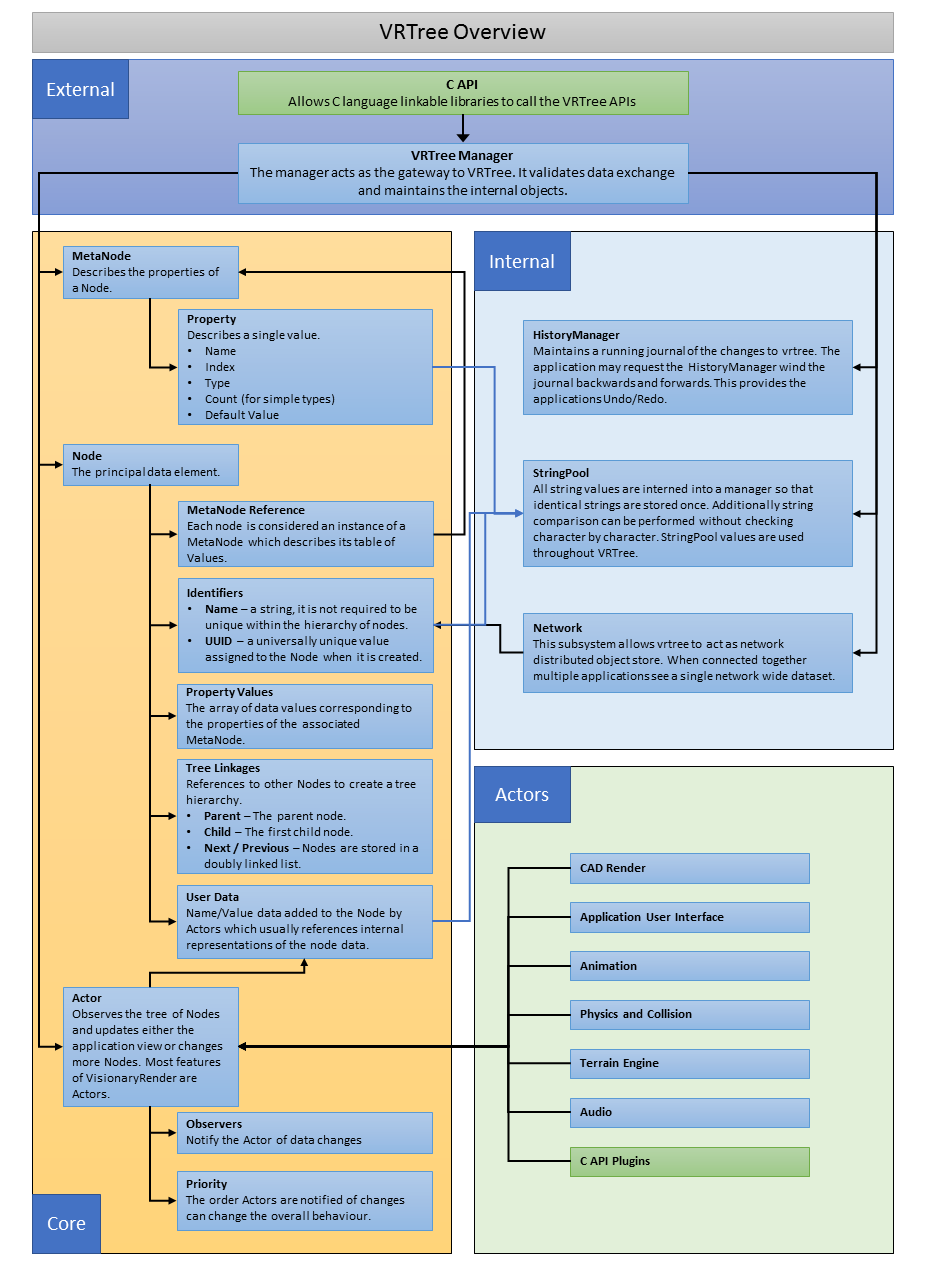 VRTree Overview
External
C API
Allows C language linkable libraries to call the VRTree APIs
VRTree Manager
The manager acts as the gateway to VRTree. It validates data exchange
and maintains the internal objects.
MetaNode
Describes the properties of
a Node.
Property
Describes a single value.
• Name
• Index
• Type
• Count (for simple types)
• Default Value
Node
The principal data element.
MetaNode Reference
Each node is considered an instance of a
MetaNode which describes its table of
Values.
Identifiers
• Name – a string, it is not required to be
unique within the hierarchy of nodes.
• UUID – a universally unique value
assigned to the Node when it is created.
Property Values
The array of data values corresponding to
the properties of the associated
MetaNode.
Tree Linkages
References to other Nodes to create a tree
hierarchy.
• Parent – The parent node.
• Child – The first child node.
• Next / Previous – Nodes are stored in a
doubly linked list.
User Data
Name/Value data added to the Node by
Actors which usually references internal
representations of the node data.
Actor
Observes the tree of Nodes
and updates either the
application view or changes
more Nodes. Most features
of VisionaryRender are
Actors.
Observers
Notify the Actor of data changes
Priority
The order Actors are notified of changes
can change the overall behaviour.
Core
Internal
HistoryManager
Maintains a running journal of the changes to vrtree. The
application may request the HistoryManager wind the
journal backwards and forwards. This provides the
applications Undo/Redo.
StringPool
All string values are interned into a manager so that
identical strings are stored once. Additionally string
comparison can be performed without checking
character by character. StringPool values are used
throughout VRTree.
Network
This subsystem allows vrtree to act as network
distributed object store. When connected together
multiple applications see a single network wide dataset.
Actors
CAD Render
Application User Interface
Animation
Physics and Collision
Terrain Engine
Audio
C API Plugins